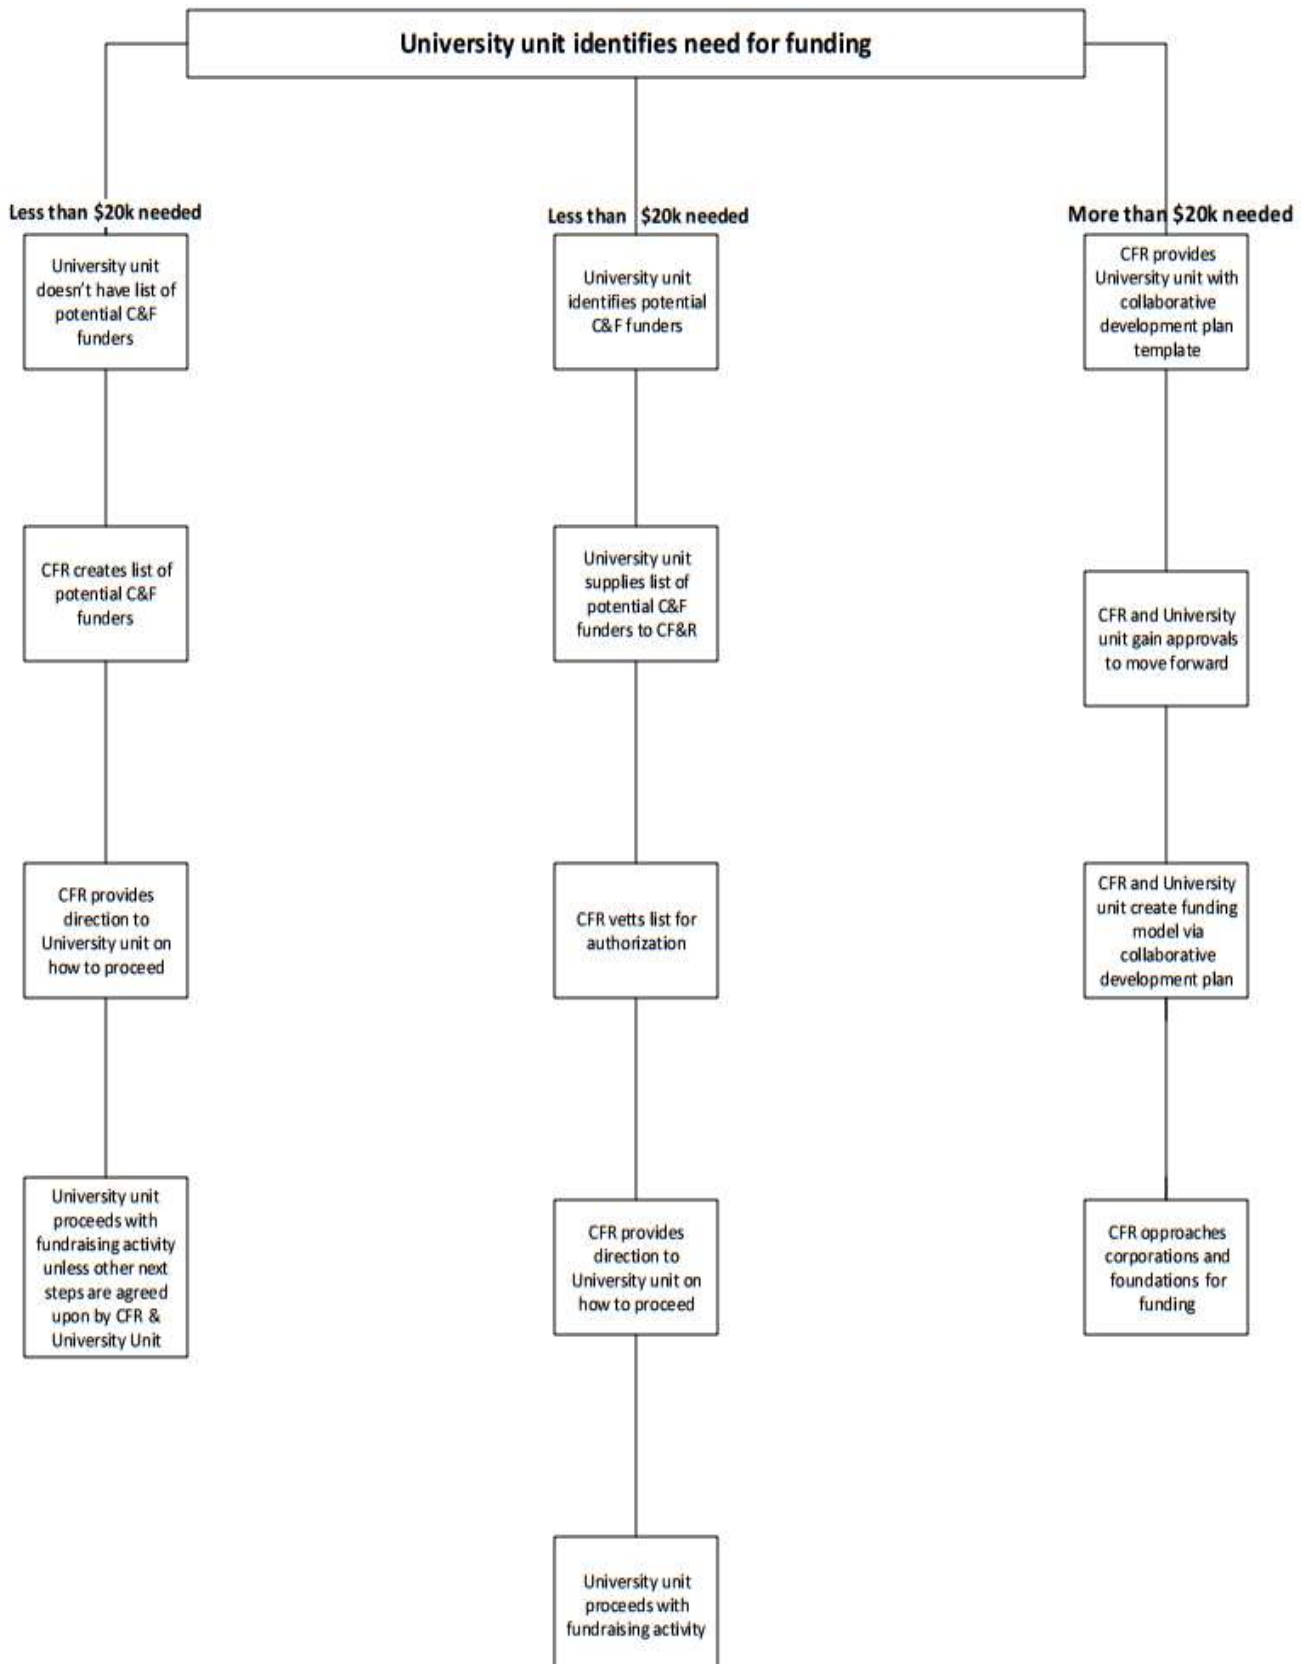 University unit identifies need for funding
Less than $20k needed
University unit
doesn't have list of
potential C&F
funders
CFR creates list of
potential C&F
funders
CFR provides
direction to
University unit on
how to proceed
University unit
proceeds with
fundraising activity
unless other next
steps are agreed
upon by CFR &
University Unit
Less than $20k needed
University unit
identifies potential
C&F funders
University unit
supplies list of
potential C&F
funders to CF&R
CFR vetts list for
authorization
CFR provides
direction to
University unit on
how to proceed
University unit
proceeds with
fundraising activity
More than $20k needed
CFR provides
University unit with
collaborative
development plan
template
CFR and University
unit gain approvals
to move forward
CFR and University
unit create funding
model via
collaborative
development plan
CFR approaches
corporations and
foundations for
funding